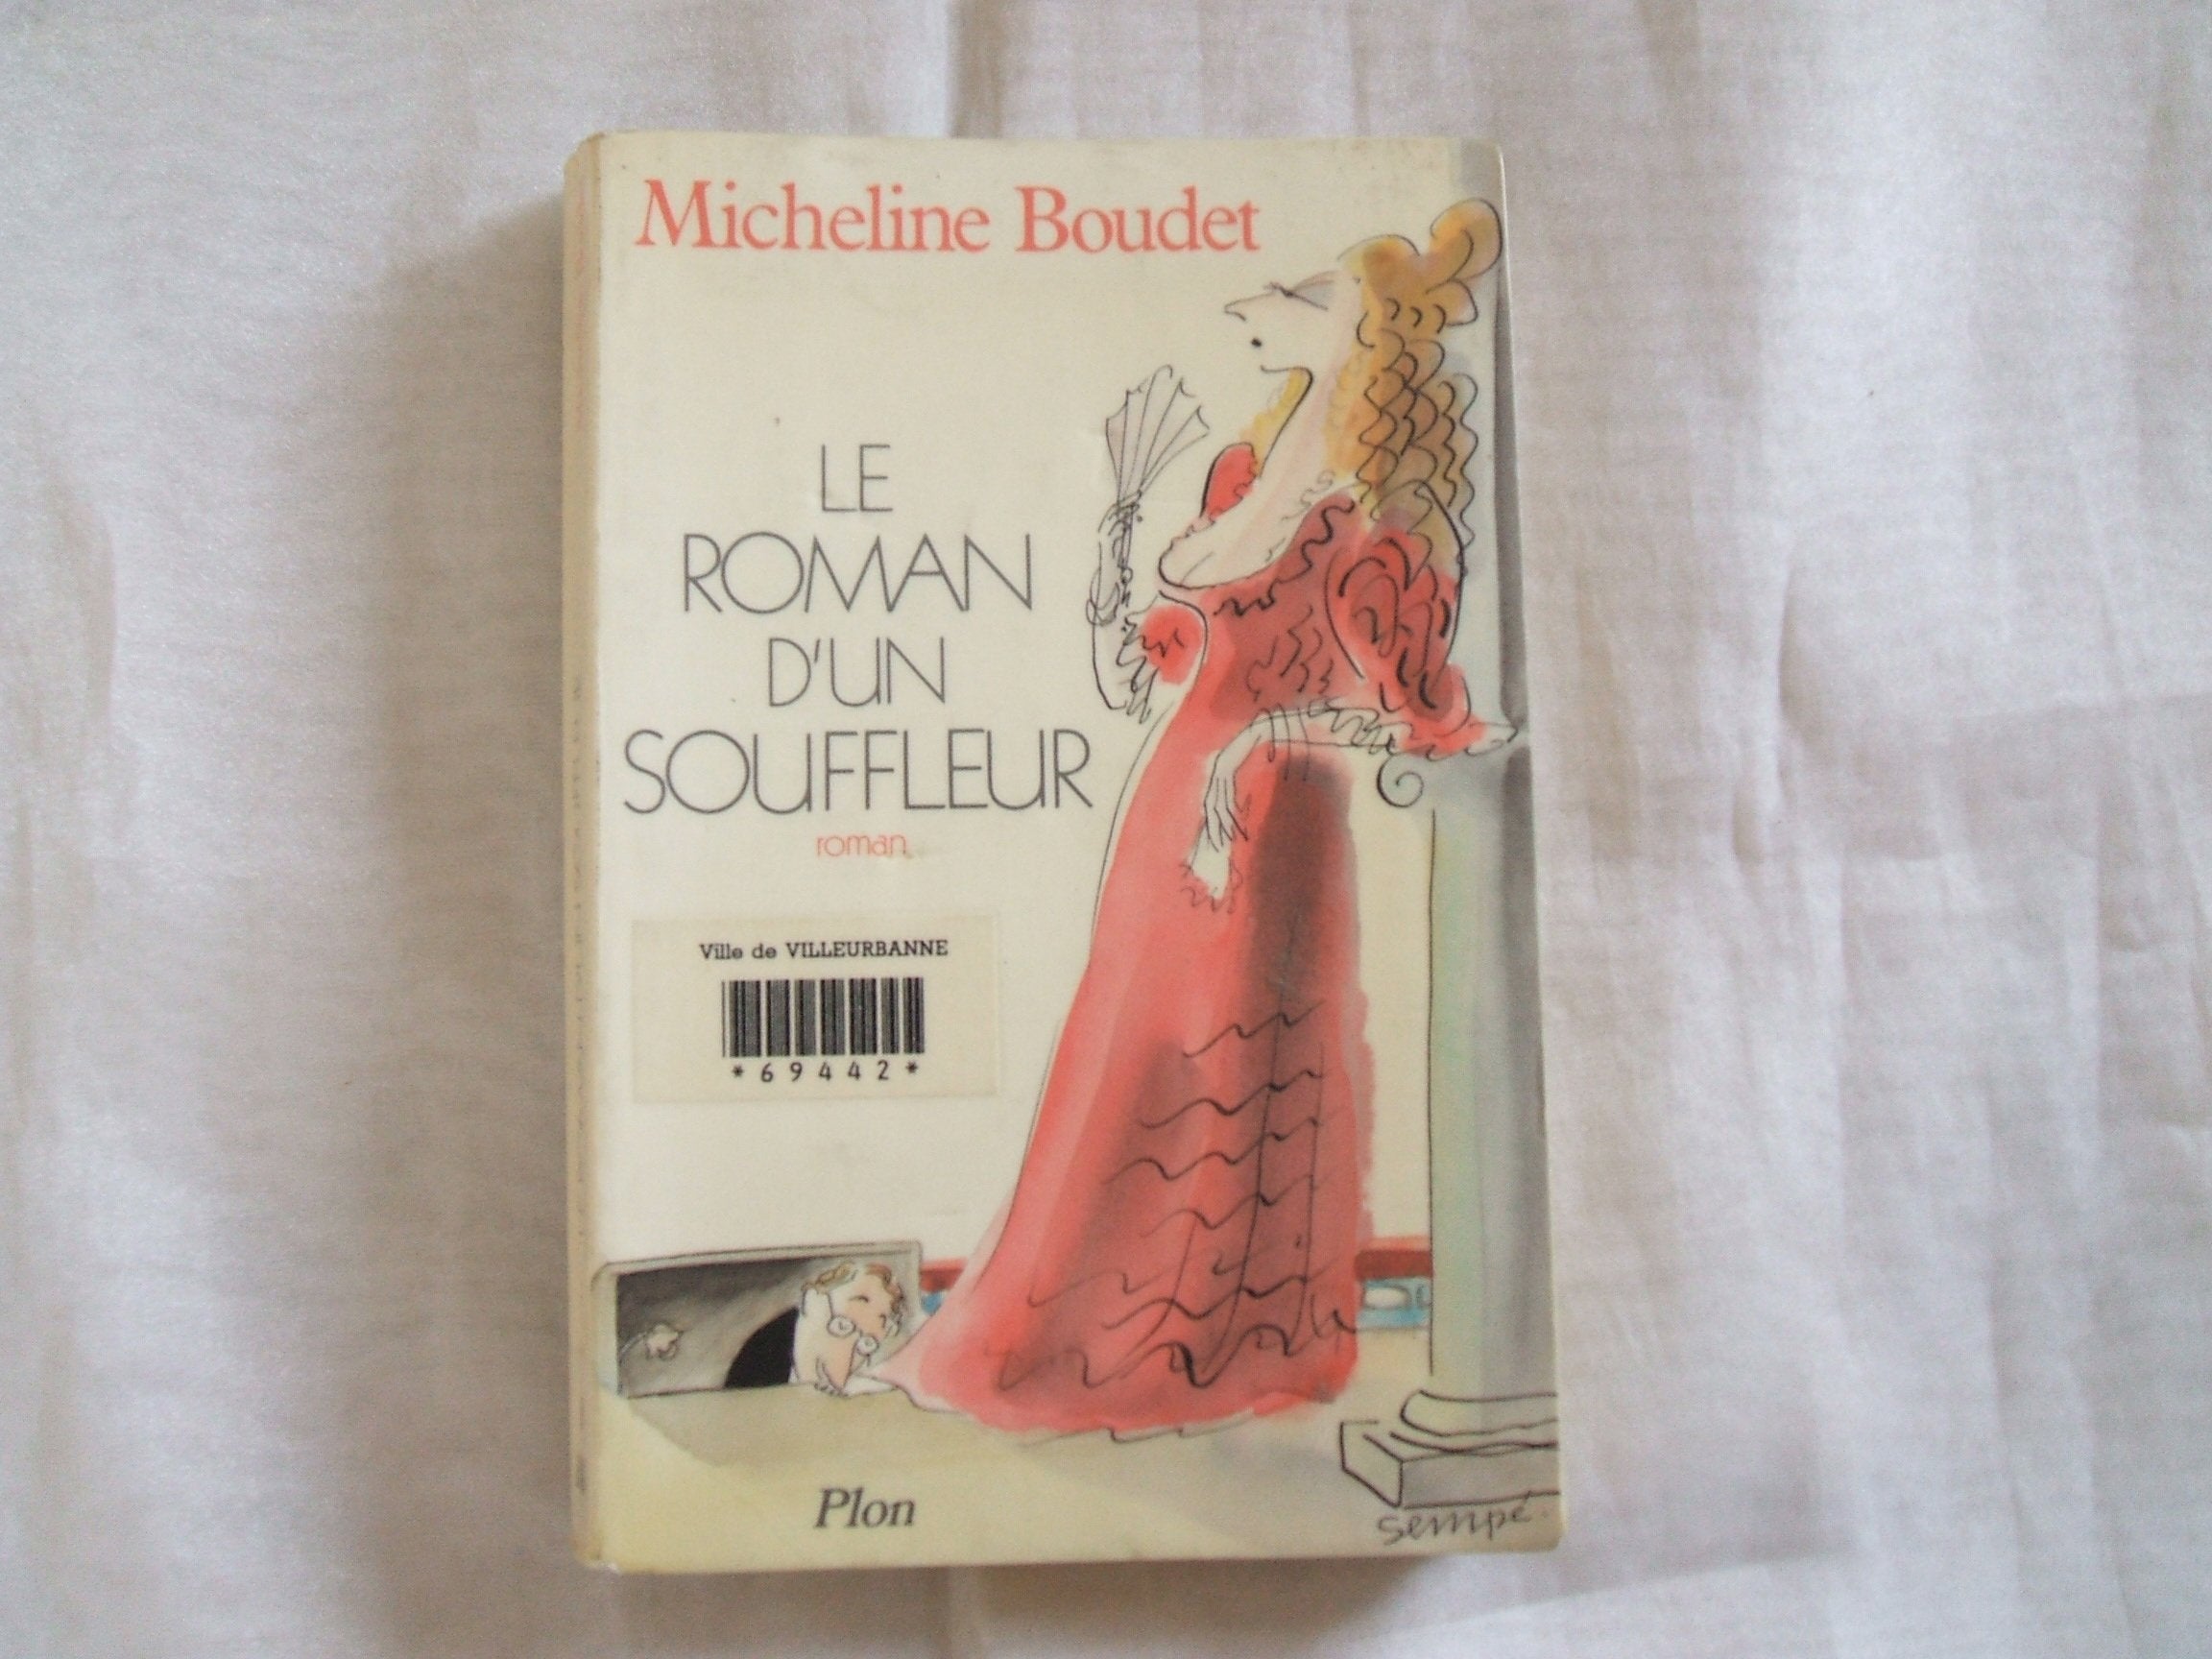 Micheline Boudet
LE
ROMAN
D'UN
SOUFFLEUR
roman
Ville de VILLEURBANNE
*69442*
Plon
Sempé.